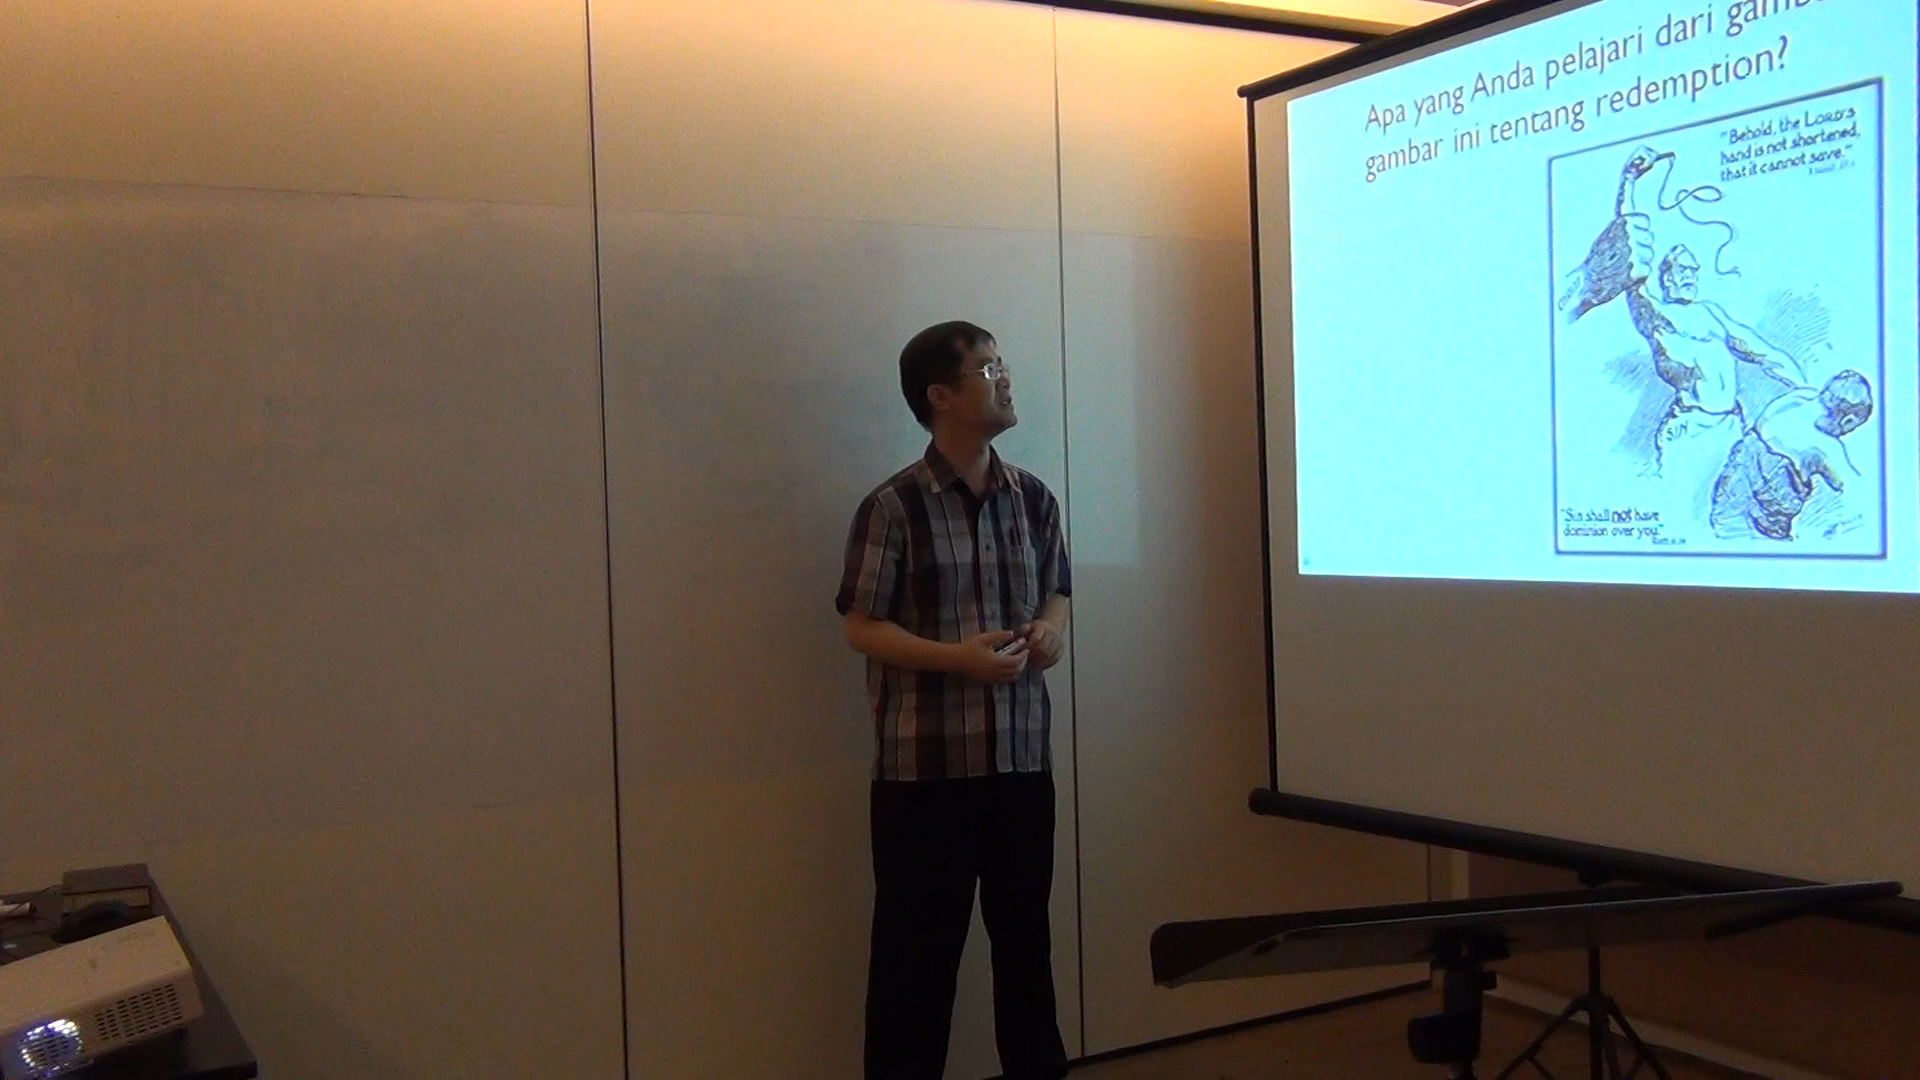 Apa yang Anda pelajari dari
gambar ini tentang redemption?
"Behold, the LORD'S
hand is not shortened,
that it cannot save."
SIN
"Sin shall not have
dominion over you."